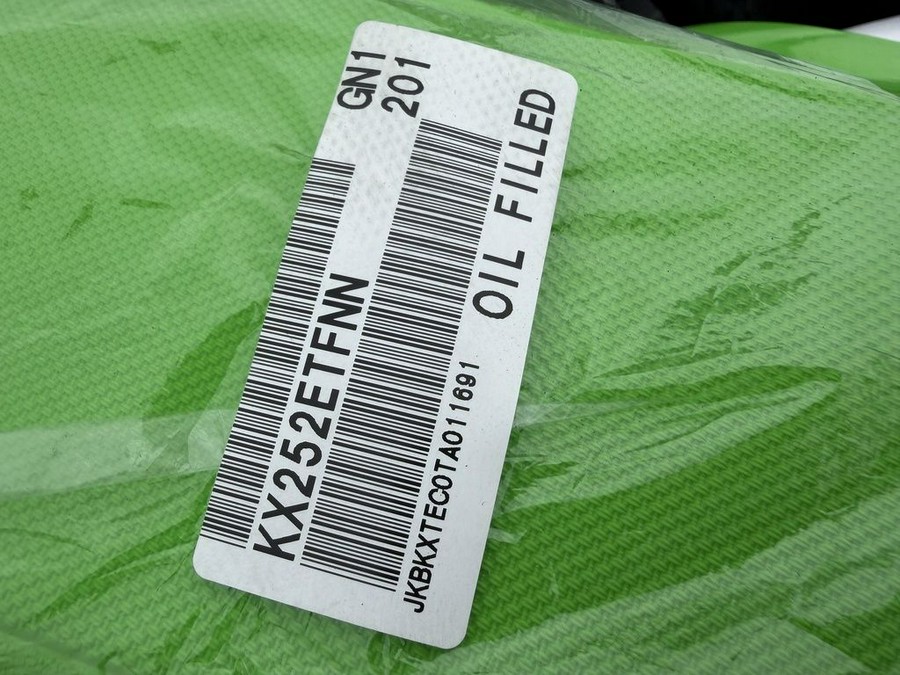 GN1
201
KX252ETFNN
JKBKXTEC0TA011691
OIL FILLED